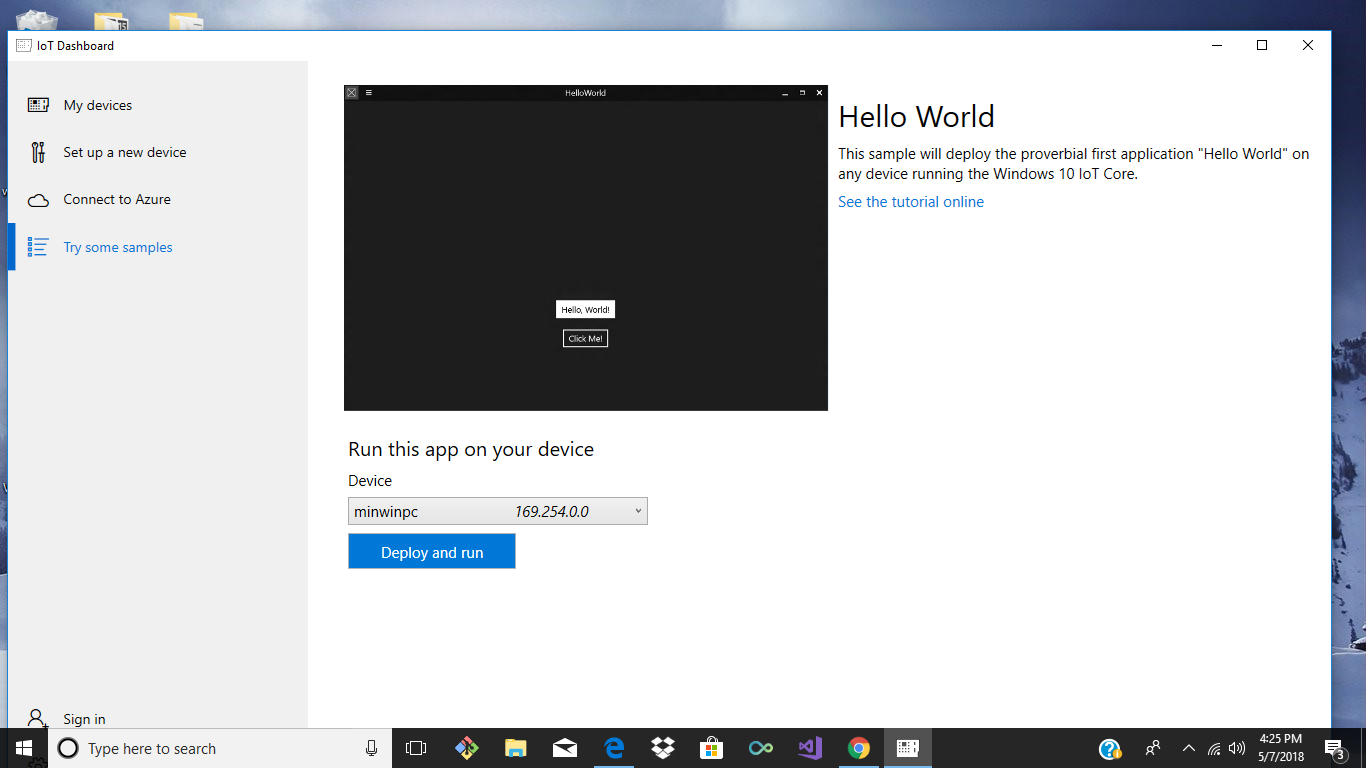 IoT Dashboard
My devices
Set up a new device
Connect to Azure
Try some samples
Sign in
HelloWorld
Hello, World!
Click Me!
Hello World
This sample will deploy the proverbial first application "Hello World" on
any device running the Windows 10 IoT Core.
See the tutorial online
Run this app on your device
Device
minwinpc 169.254.0.0
Deploy and run
Type here to search
4:25 PM
5/7/2018
3